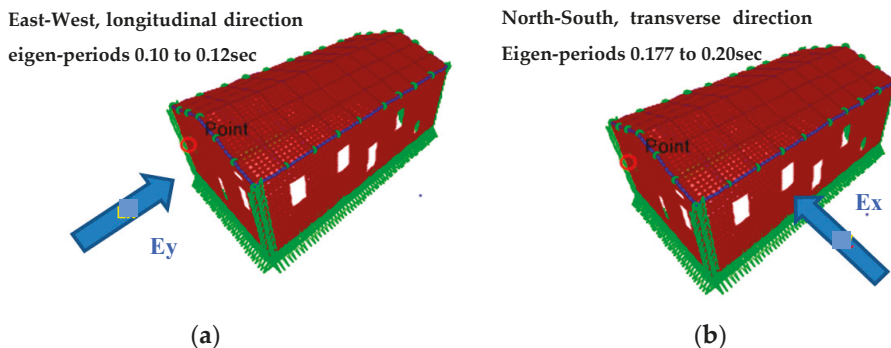 East-West, longitudinal direction
eigen-periods 0.10 to 0.12sec
North-South, transverse direction
Eigen-periods 0.177 to 0.20sec
Point
Ey
Point
Ex
(a)
(b)